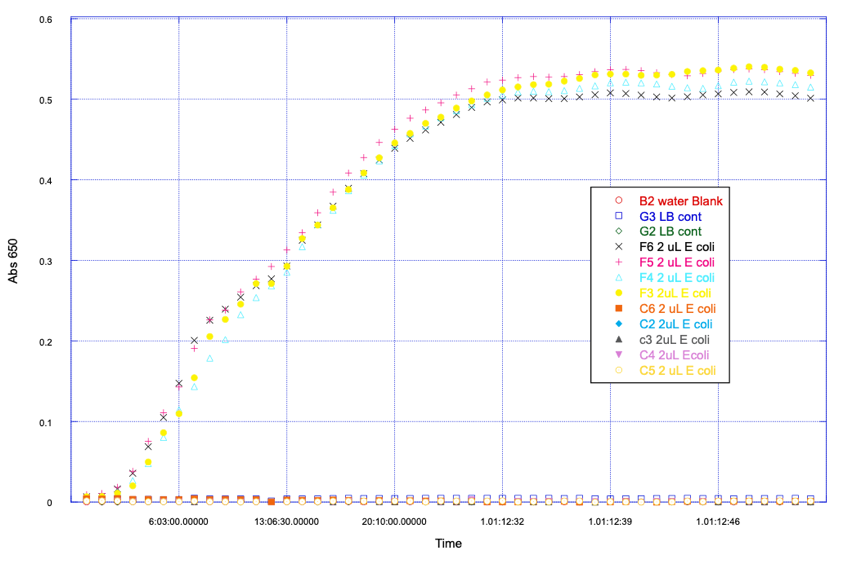 0.6
0.5
0.4
0.3
0.2
0.1
0
Abs 650
B2 water Blank
G3 LB cont
G2 LB cont
F6 2 uL E coli
F5 2 uL E coli
F4 2 uL E coli
F3 2uL E coli
C6 2 uL E coli
C2 2uL E coli
c3 2uL E coli
C4 2uL Ecoli
C5 2 uL E coli
6:03:00.00000 13:06:30.00000 20:10:00.00000 1.01:12:32 1.01:12:39 1.01:12:46
Time